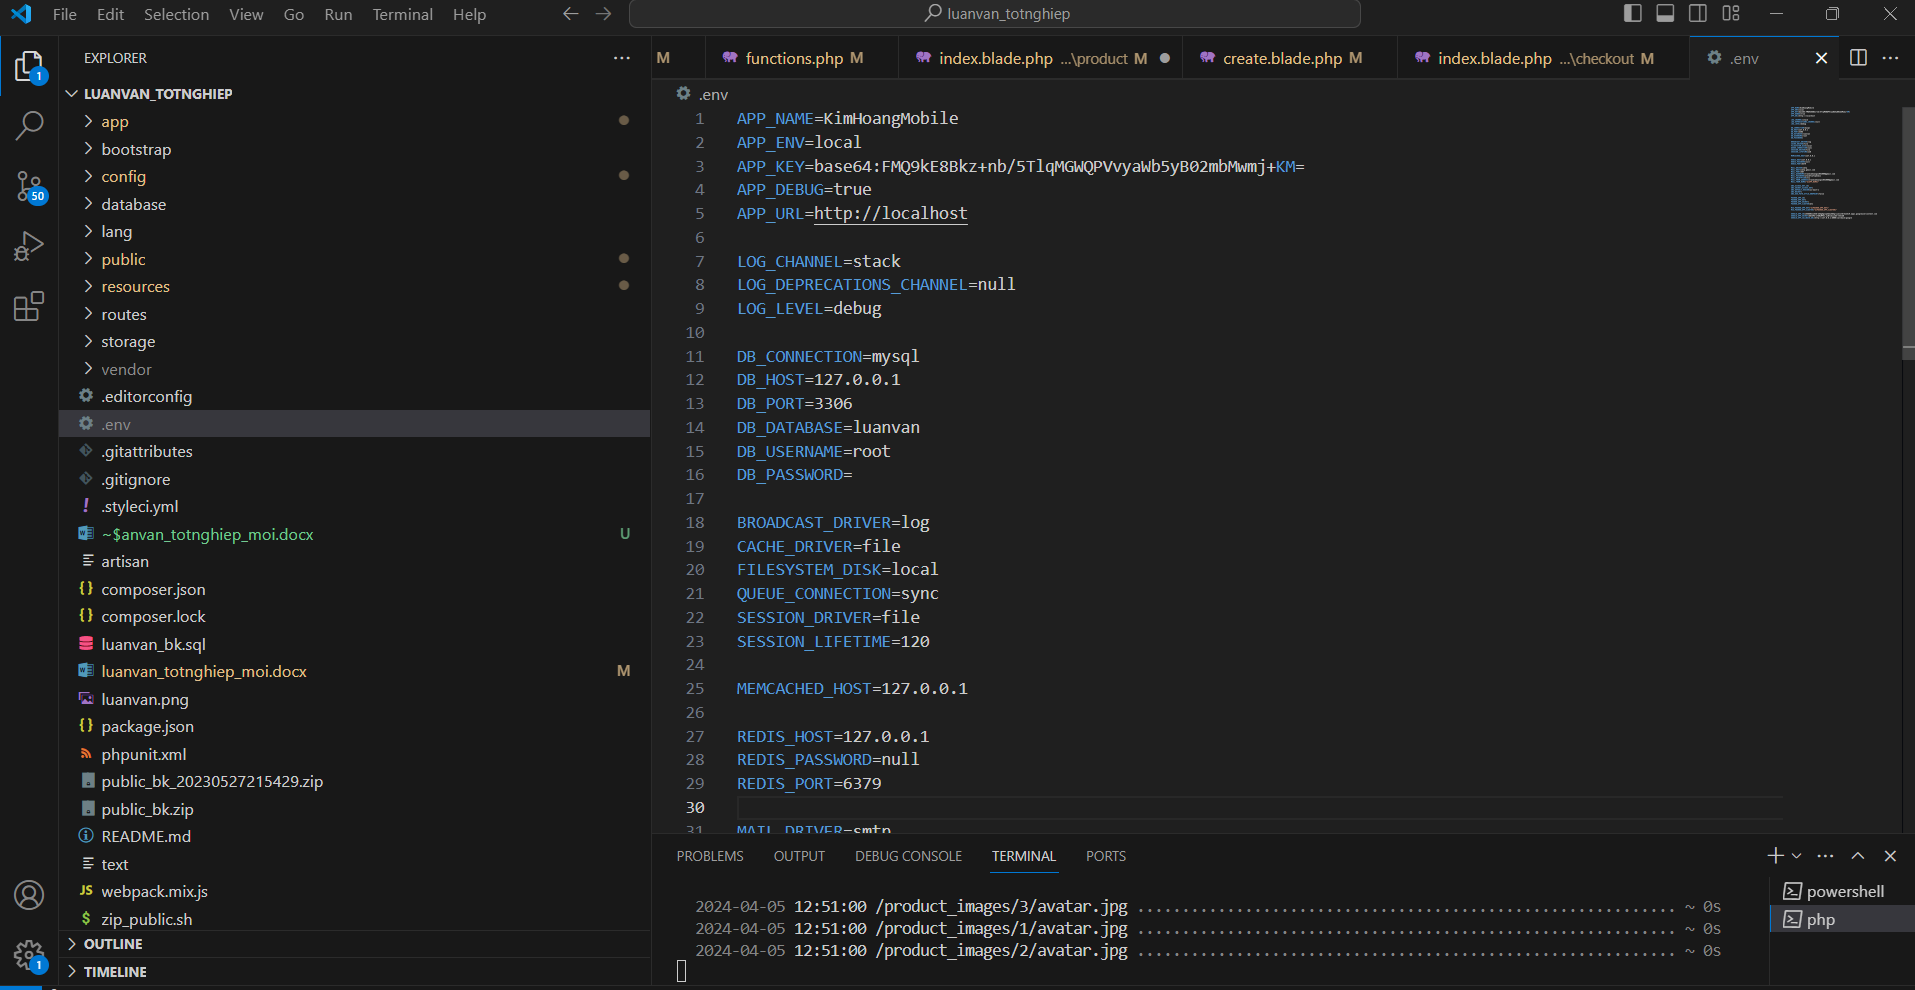 File Edit Selection View Go Run Terminal Help
luanvan_totnghiep
EXPLORER
1
50
1
LUANVAN_TOTNGHIEP
app
bootstrap
config
database
lang
public
resources
routes
storage
vendor
.editorconfig
.env
.gitattributes
.gitignore
.styleci.yml
~$anvan_totnghiep_moi.docx U
artisan
composer.json
composer.lock
luanvan_bk.sql
luanvan_totnghiep_moi.docx M
luanvan.png
package.json
phpunit.xml
public_bk_20230527215429.zip
public_bk.zip
README.md
text
webpack.mix.js
zip_public.sh
OUTLINE
TIMELINE
M functions.php M index.blade.php ...\product M create.blade.php M index.blade.php ...\checkout M .env
.env
1 APP_NAME=KimHoangMobile
2 APP_ENV=local
3 APP_KEY=base64:FMQ9kE8Bkz+nb/5TlqMGWQPVvyaWb5yB02mbMwmj+KM=
4 APP_DEBUG=true
5 APP_URL=http://localhost
6
7 LOG_CHANNEL=stack
8 LOG_DEPRECATIONS_CHANNEL=null
9 LOG_LEVEL=debug
10
11 DB_CONNECTION=mysql
12 DB_HOST=127.0.0.1
13 DB_PORT=3306
14 DB_DATABASE=luanvan
15 DB_USERNAME=root
16 DB_PASSWORD=
17
18 BROADCAST_DRIVER=log
19 CACHE_DRIVER=file
20 FILESYSTEM_DISK=local
21 QUEUE_CONNECTION=sync
22 SESSION_DRIVER=file
23 SESSION_LIFETIME=120
24
25 MEMCACHED_HOST=127.0.0.1
26
27 REDIS_HOST=127.0.0.1
28 REDIS_PASSWORD=null
29 REDIS_PORT=6379
30
31 MAIL_DRIVER=smtp
PROBLEMS OUTPUT DEBUG CONSOLE TERMINAL PORTS
2024-04-05 12:51:00 /product_images/3/avatar.jpg ............................................................ ~ 0s
2024-04-05 12:51:00 /product_images/1/avatar.jpg ............................................................ ~ 0s
2024-04-05 12:51:00 /product_images/2/avatar.jpg ............................................................ ~ 0s
powershell
php